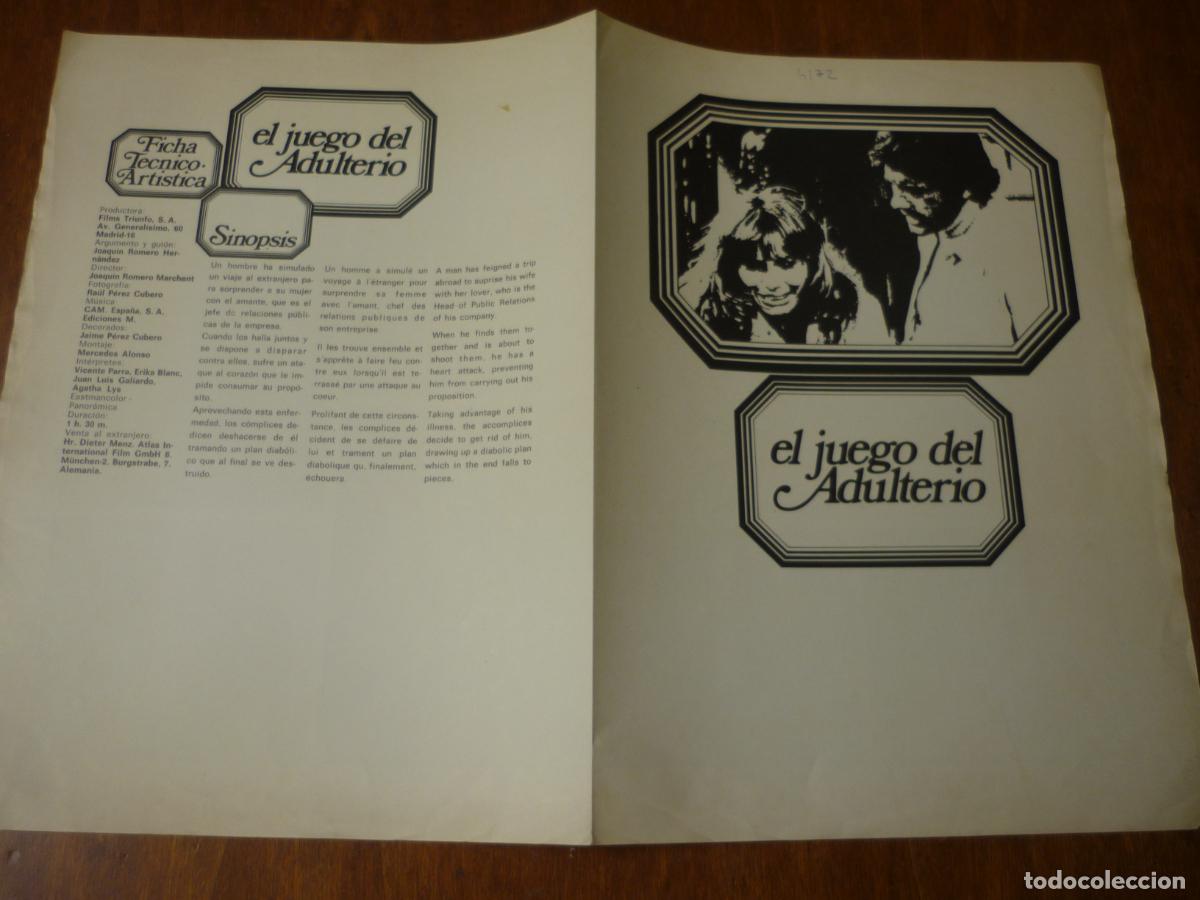 el juego del
Adulterio
Ficha
Tecnico-
Artistica
Sinopsis
Productora:
Films Triunfo, S. A.
Av. Generalísimo, 60
Madrid-16
Argumento y guión:
Joaquín Romero Her-
nández
Director:
Joaquín Romero Marchent
Fotografía:
Raúl Pérez Cubero
Música
CAM. España, S. A.
Ediciones M.
Decorados:
Jaime Pérez Cubero
Montaje:
Mercedes Alonso
Intérpretes:
Vicente Parra, Erika Blanc,
Juan Luis Galiardo,
Agatha Lys
Eastmancolor -
Panorámica
Duración:
1 h. 30 m.
Venta al extranjero:
Hr. Dieter Menz. Atlas In-
ternational Film GmbH 8.
München-2. Burgstrabe, 7.
Alemania.
Un hombre ha simulado
un viaje al extranjero pa-
ra sorprender a su mujer
con el amante, que es el
jefe de relaciones públi-
cas de la empresa.
Cuando los halla juntos y
se dispone a disparar
contra ellos, sufre un ata-
que al corazón que le im-
pide consumar su propó-
sito.
Aprovechando esta enfer-
medad, los cómplices de-
dicen deshacerse de él
tramando un plan diabóli-
co que al final se ve des-
truido.
Un homme a simulé un
voyage à l'étranger pour
surprendre sa femme
avec l'amant, chef des
relations publiques de
son entreprise.
Il les trouve ensemble et
s'apprête à faire feu con-
tre eux lorsqu'il est te-
rrassé par une attaque au
coeur.
Prolifant de cette circons-
tance, les complices dé-
cident de se défaire de
lui et trament un plan
diabolique qu, finalement,
échouera.
A man has feigned a trip
abroad to suprise his wife
with her lover, who is the
Head of Public Relations
of his company.
When he finds them to-
gether and is about to
shoot them, he has a
heart attack, preventing
him from carrying out his
proposition.
Taking advantage of his
illness, the accomplices
decide to get rid of him,
drawing up a diabolic plan
which in the end falls to
pieces.
4172
el juego del
Adulterio
todocoleccion